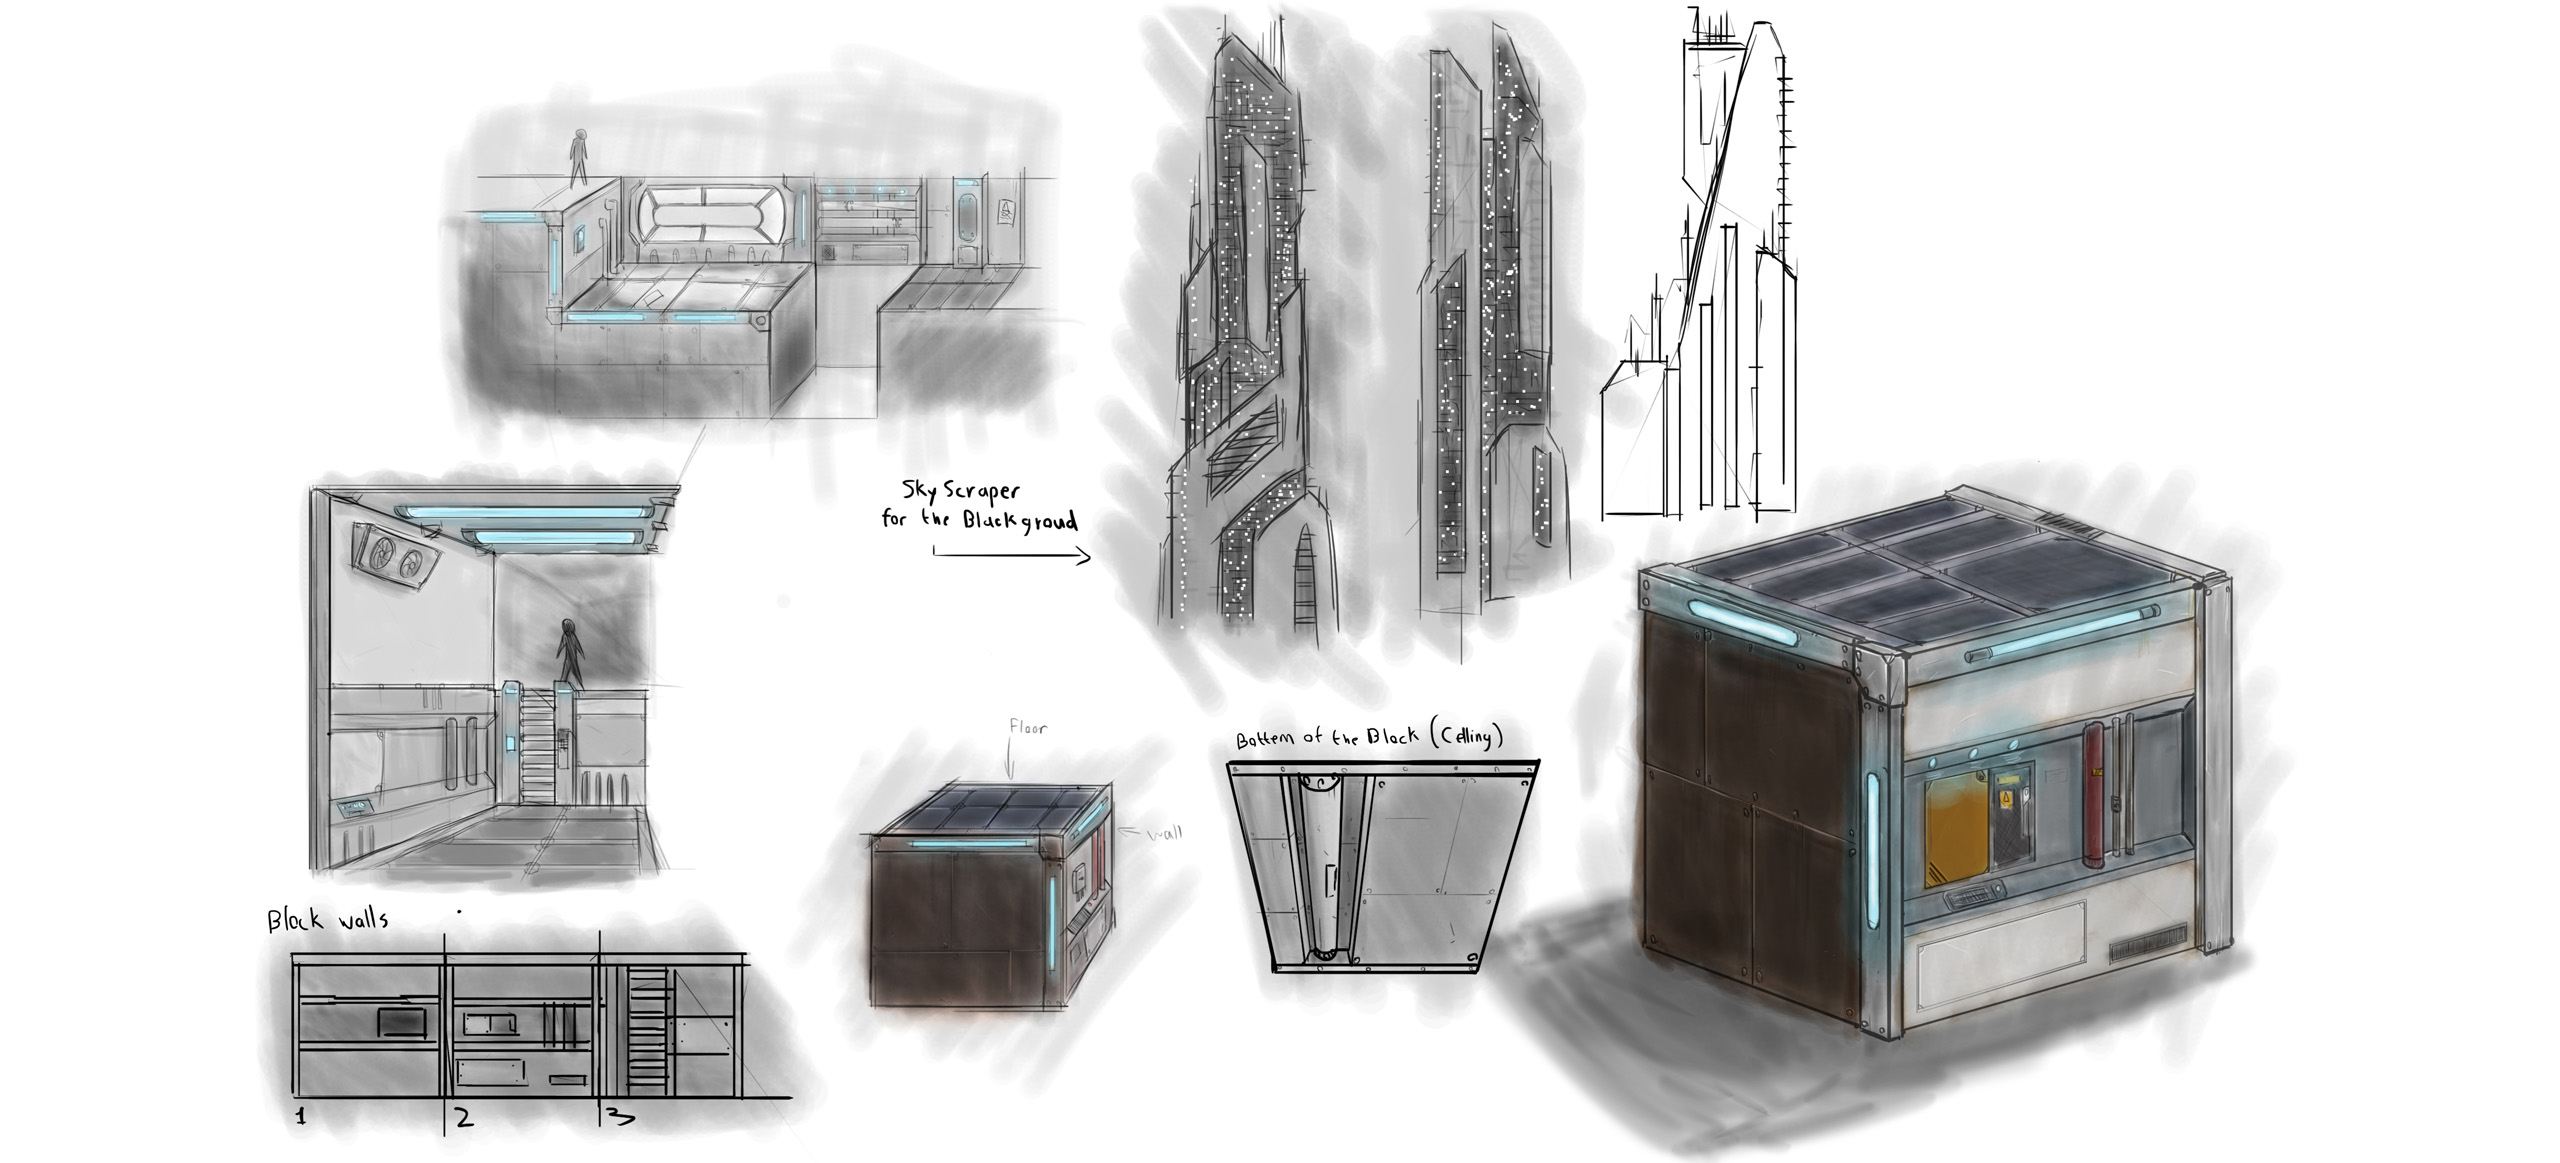 Sky Scraper
for the Blackgroud
Floor
wall
Bottem of the Block (Celling)
Block walls
1
2
3